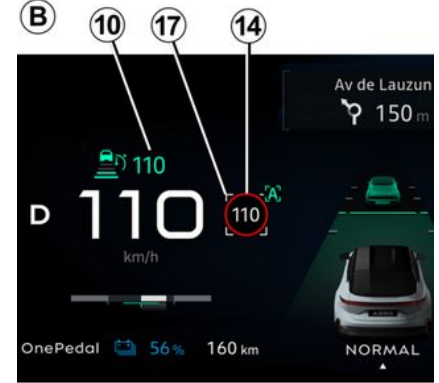 B 10 17 14
Av de Lauzun
150 m
110
D 110 110 A
km/h
OnePedal 56% 160 km NORMAL